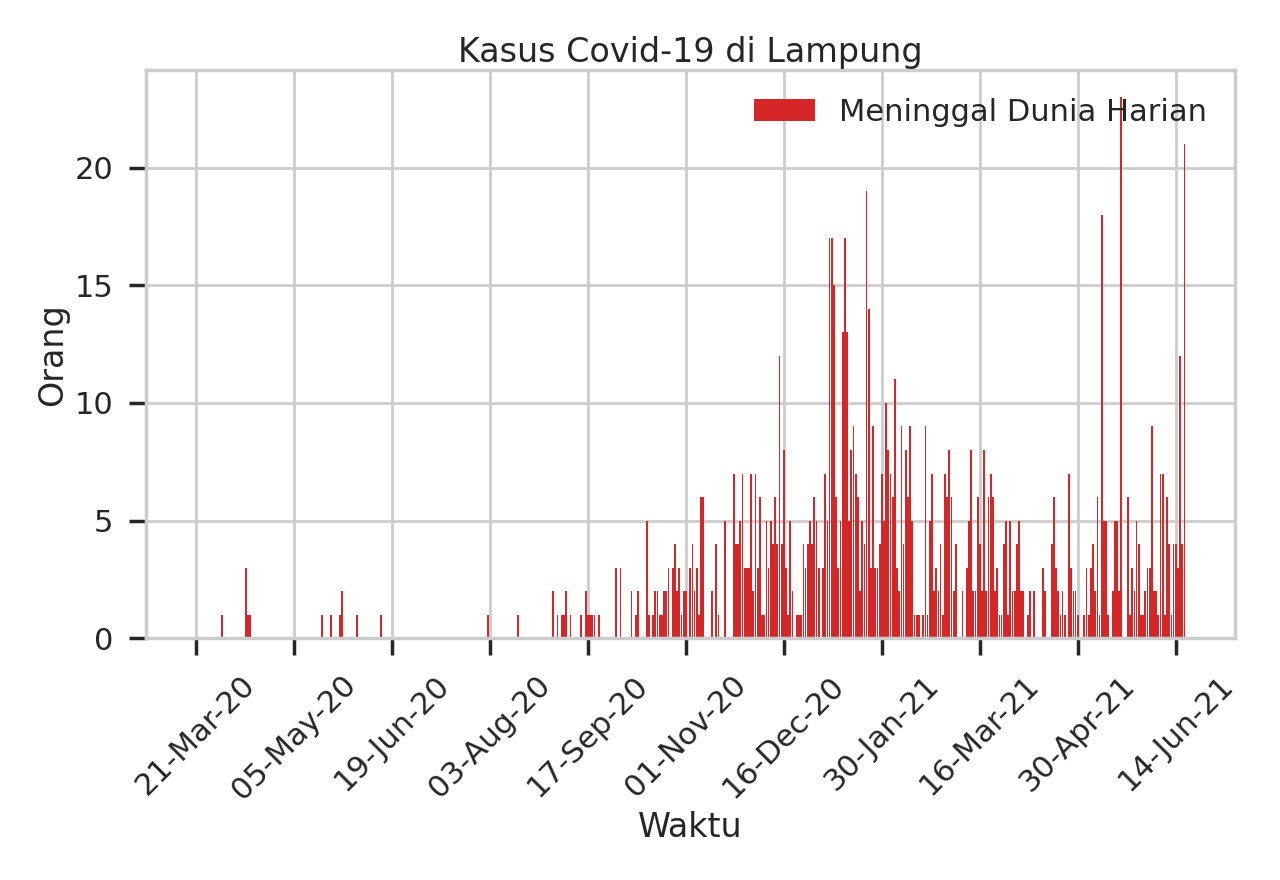 Kasus Covid-19 di Lampung
Meninggal Dunia Harian
Orang
20
15
10
5
0
21-Mar-20
05-May-20
19-Jun-20
03-Aug-20
17-Sep-20
01-Nov-20
16-Dec-20
30-Jan-21
16-Mar-21
30-Apr-21
14-Jun-21
Waktu